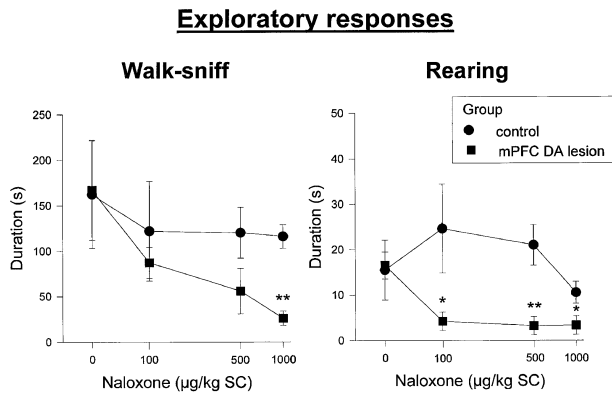 Exploratory responses
Walk-sniff
Rearing
Group
control
mPFC DA lesion
Duration (s)
250
200
150
100
50
0
**
0 100 500 1000
Naloxone (µg/kg SC)
Duration (s)
50
40
30
20
10
0
* ** *
0 100 500 1000
Naloxone (µg/kg SC)